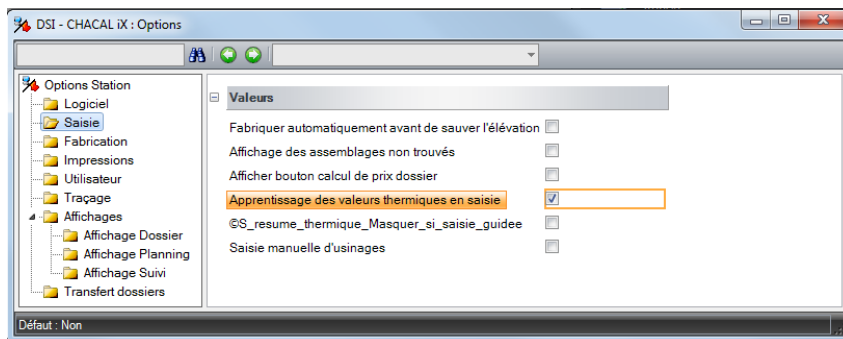 DSI - CHACAL iX : Options
Options Station
Logiciel
Saisie
Fabrication
Impressions
Utilisateur
Traçage
Affichages
Affichage Dossier
Affichage Planning
Affichage Suivi
Transfert dossiers
Valeurs
Fabriquer automatiquement avant de sauver l'élévation
Affichage des assemblages non trouvés
Afficher bouton calcul de prix dossier
Apprentissage des valeurs thermiques en saisie
©S_resume_thermique_Masquer_si_saisie_guidee
Saisie manuelle d'usinages
Défaut : Non